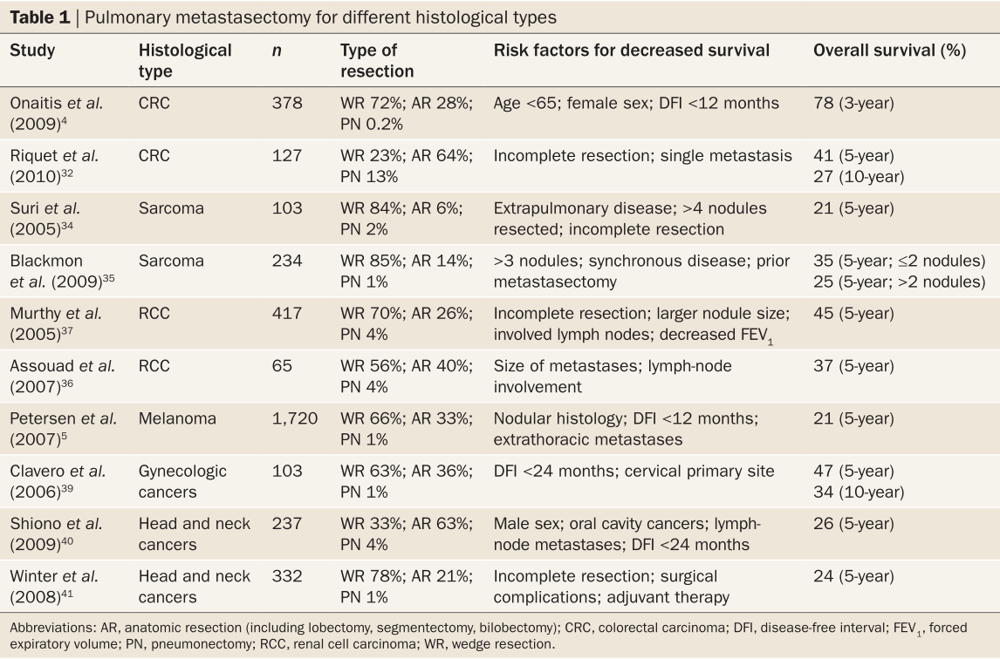 Table 1 | Pulmonary metastasectomy for different histological types
Study Histological type n Type of resection Risk factors for decreased survival Overall survival (%)
Onaitis et al. (2009)4 CRC 378 WR 72%; AR 28%; PN 0.2% Age <65; female sex; DFI <12 months 78 (3-year)
Riquet et al. (2010)32 CRC 127 WR 23%; AR 64%; PN 13% Incomplete resection; single metastasis 41 (5-year) 27 (10-year)
Suri et al. (2005)34 Sarcoma 103 WR 84%; AR 6%; PN 2% Extrapulmonary disease; >4 nodules resected; incomplete resection 21 (5-year)
Blackmon et al. (2009)35 Sarcoma 234 WR 85%; AR 14%; PN 1% >3 nodules; synchronous disease; prior metastasectomy 35 (5-year; ≤2 nodules) 25 (5-year; >2 nodules)
Murthy et al. (2005)37 RCC 417 WR 70%; AR 26%; PN 4% Incomplete resection; larger nodule size; involved lymph nodes; decreased FEV1 45 (5-year)
Assouad et al. (2007)36 RCC 65 WR 56%; AR 40%; PN 4% Size of metastases; lymph-node involvement 37 (5-year)
Petersen et al. (2007)5 Melanoma 1,720 WR 66%; AR 33%; PN 1% Nodular histology; DFI <12 months; extrathoracic metastases 21 (5-year)
Clavero et al. (2006)39 Gynecologic cancers 103 WR 63%; AR 36%; PN 1% DFI <24 months; cervical primary site 47 (5-year) 34 (10-year)
Shiono et al. (2009)40 Head and neck cancers 237 WR 33%; AR 63%; PN 4% Male sex; oral cavity cancers; lymph-node metastases; DFI <24 months 26 (5-year)
Winter et al. (2008)41 Head and neck cancers 332 WR 78%; AR 21%; PN 1% Incomplete resection; surgical complications; adjuvant therapy 24 (5-year)
Abbreviations: AR, anatomic resection (including lobectomy, segmentectomy, bilobectomy); CRC, colorectal carcinoma; DFI, disease-free interval; FEV1, forced
expiratory volume; PN, pneumonectomy; RCC, renal cell carcinoma; WR, wedge resection.